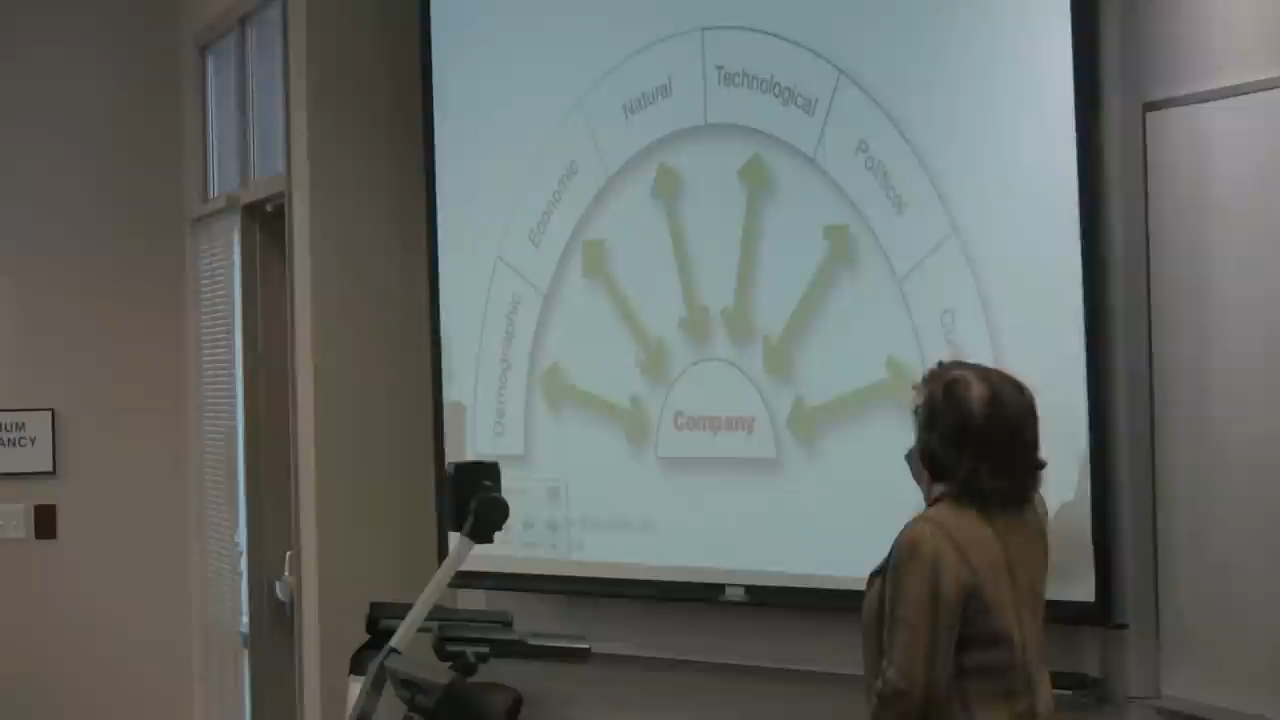 Demographic
Economic
Natural
Technological
Political
Company